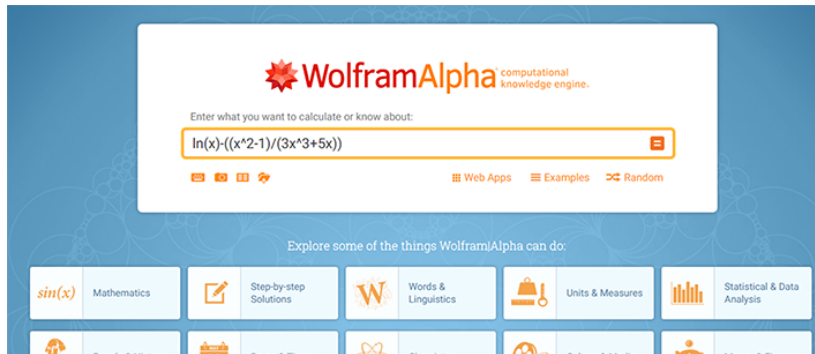 WolframAlpha computational knowledge engine.
Enter what you want to calculate or know about:
ln(x)-((x^2-1)/(3x^3+5x))
Web Apps Examples Random
Explore some of the things Wolfram|Alpha can do:
sin(x) Mathematics
Step-by-step Solutions
W Words & Linguistics
Units & Measures
Statistical & Data Analysis